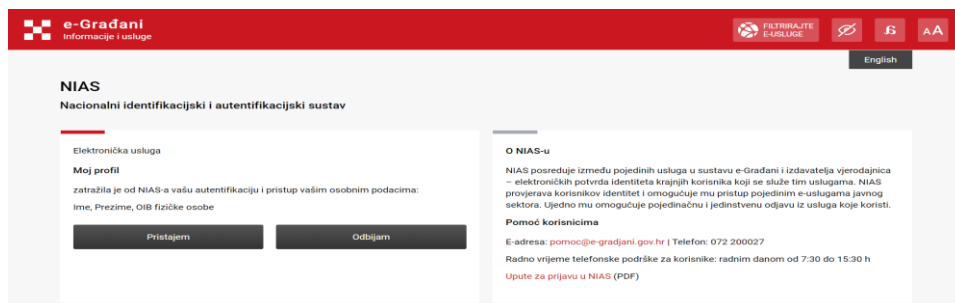 e-Građani
Informacije i usluge
FILTRIRAJTE
E-USLUGE
AA
English
NIAS
Nacionalni identifikacijski i autentifikacijski sustav
Elektronička usluga
Moj profil
zatražila je od NIAS-a vašu autentifikaciju i pristup vašim osobnim podacima:
Ime, Prezime, OIB fizičke osobe
Pristajem
Odbijam
O NIAS-u
NIAS posreduje između pojedinih usluga u sustavu e-Građani i izdavatelja vjerodajnica
– elektroničkih potvrda identiteta krajnjih korisnika koji se služe tim uslugama. NIAS
provjerava korisnikov identitet i omogućuje mu pristup pojedinim e-uslugama javnog
sektora. Ujedno mu omogućuje pojedinačnu i jedinstvenu odjavu iz usluga koje koristi.
Pomoć korisnicima
E-adresa: pomoc@e-gradjani.gov.hr | Telefon: 072 200027
Radno vrijeme telefonske podrške za korisnike: radnim danom od 7:30 do 15:30 h
Upute za prijavu u NIAS (PDF)